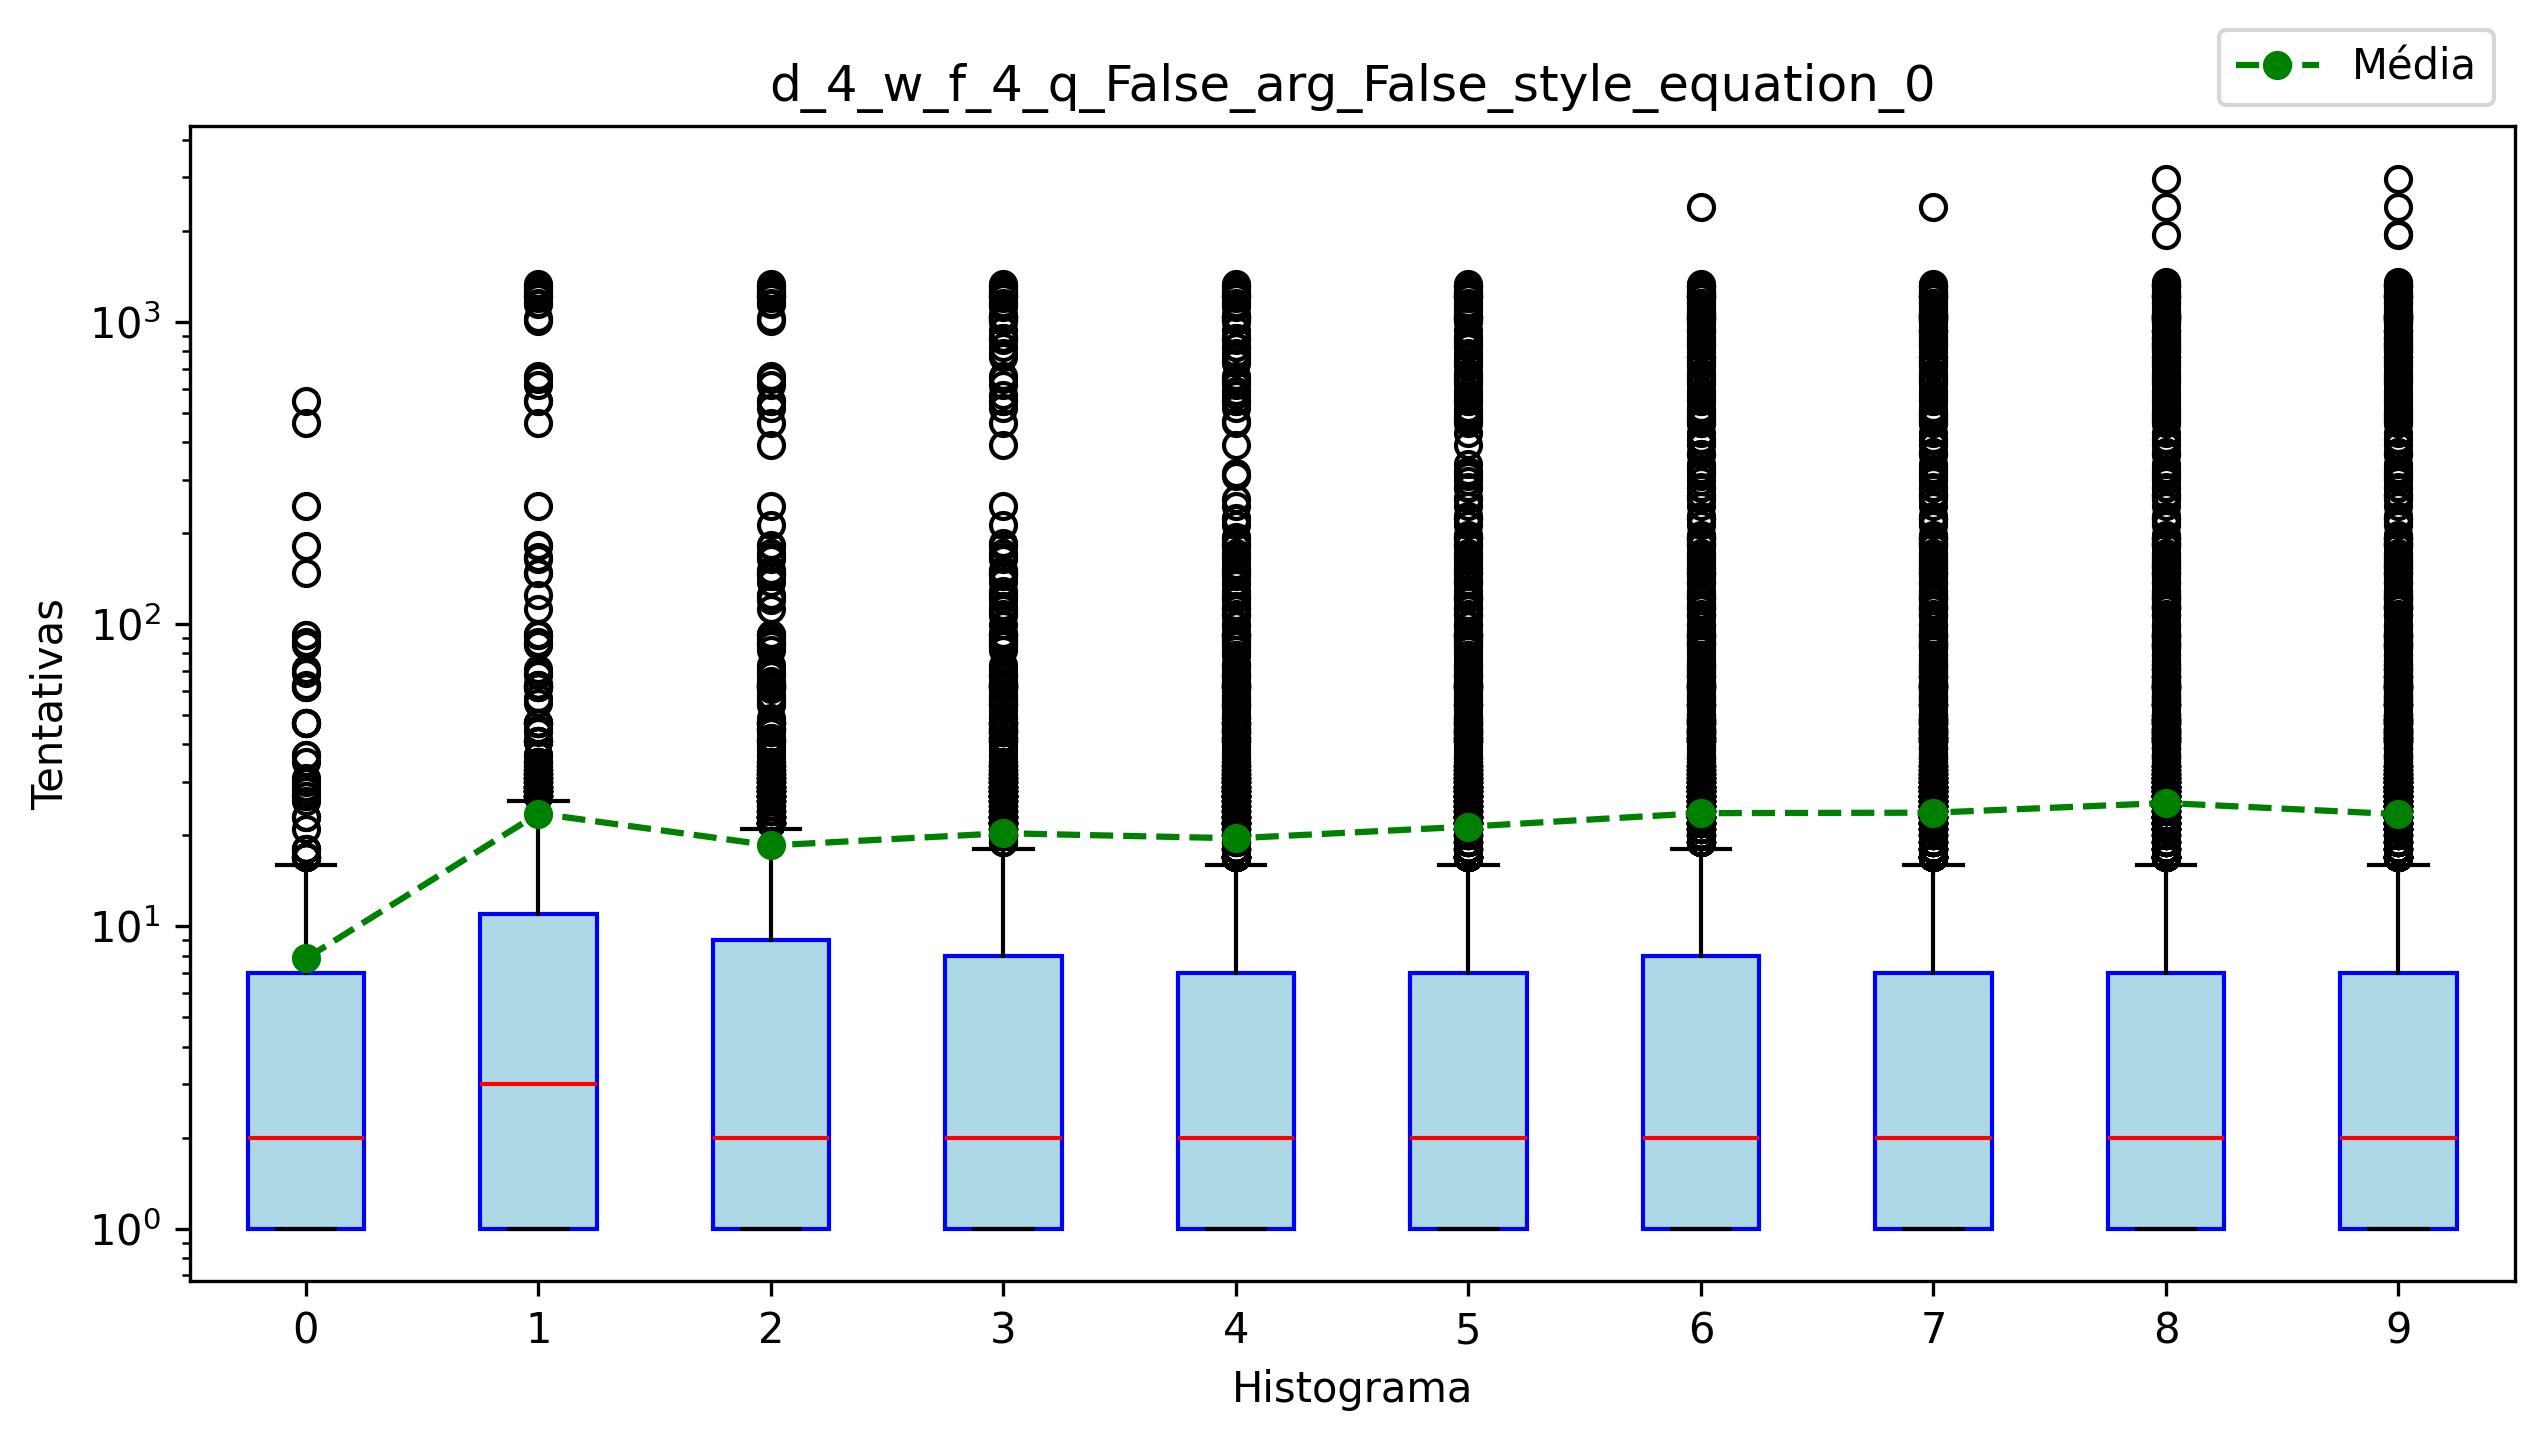 d_4_w_f_4_q_False_arg_False_style_equation_0
Média
Tentativas
10³
10²
10¹
10⁰
0 1 2 3 4 5 6 7 8 9
Histograma